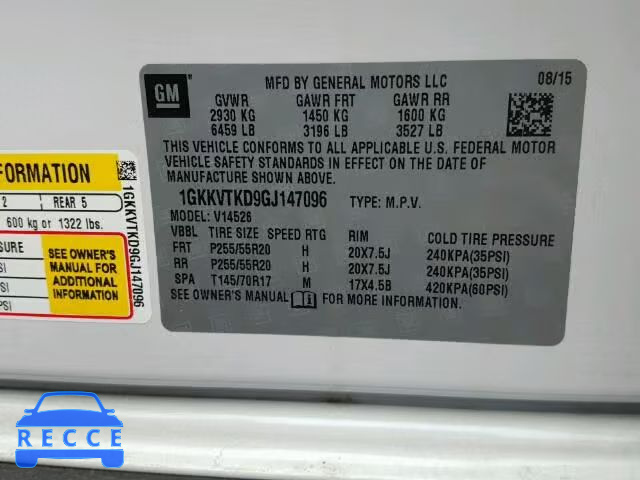 GM
MFD BY GENERAL MOTORS LLC
08/15
GVWR GAWR FRT GAWR RR
2930 KG 1450 KG 1600 KG
6459 LB 3196 LB 3527 LB
THIS VEHICLE CONFORMS TO ALL APPLICABLE U.S. FEDERAL MOTOR
VEHICLE SAFETY STANDARDS IN EFFECT ON THE DATE OF
MANUFACTURE SHOWN ABOVE.
1GKKVTKD9GJ147096 TYPE: M.P.V.
MODEL: V14526
VBBL TIRE SIZE SPEED RTG RIM COLD TIRE PRESSURE
FRT P255/55R20 H 20X7.5J 240KPA(35PSI)
RR P255/55R20 H 20X7.5J 240KPA(35PSI)
SPA T145/70R17 M 17X4.5B 420KPA(60PSI)
SEE OWNER'S MANUAL FOR ADDITIONAL INFORMATION.
FORMATION
2 REAR 5
600 kg or 1322 lbs.
SURE
SI
SI
PSI
SEE OWNER'S
MANUAL FOR
ADDITIONAL
INFORMATION
1GKKVTKD9GJ147096
RECCE